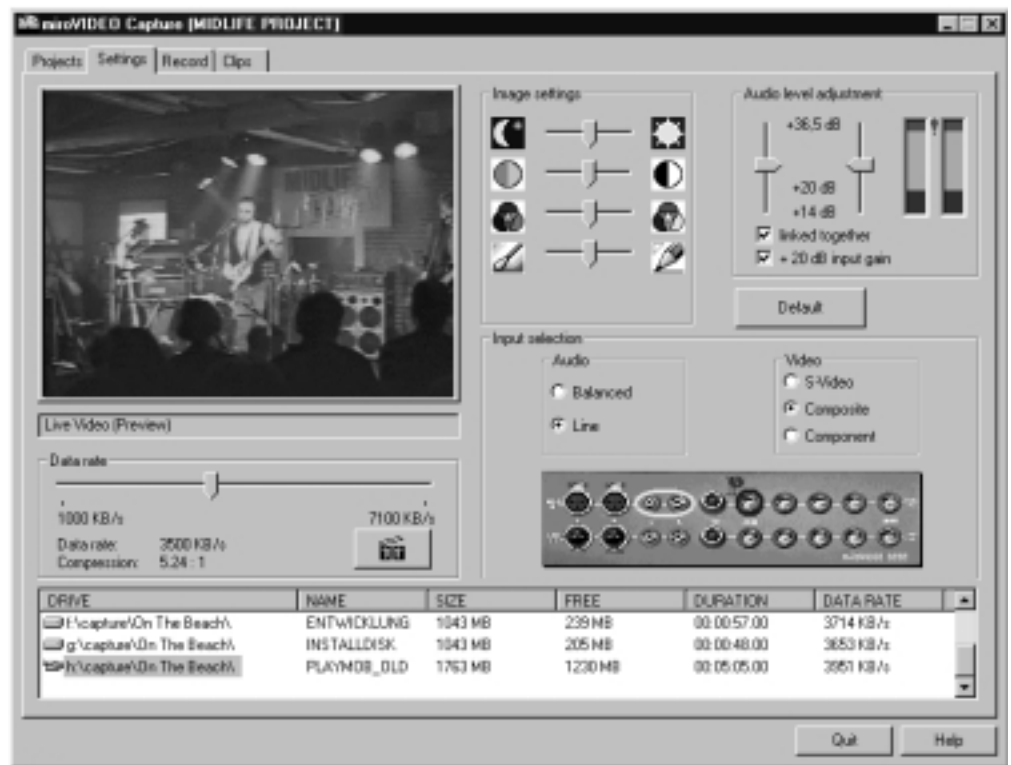 miroVIDEO Capture [MIDLIFE PROJECT]
Projects Settings Record Clips
MIDLIFE
Live Video (Preview)
Data rate
1000 KB/s 7100 KB/s
Data rate: 3500 KB/s
Compression: 5.24 : 1
Image settings
Audio level adjustment
+36,5 dB
+20 dB
+14 dB
linked together
+ 20 dB input gain
Default
Input selection
Audio
Balanced
Line
Video
S-Video
Composite
Component
DRIVE NAME SIZE FREE DURATION DATA RATE
f:\capture\On The Beach\ ENTWICKLUNG 1043 MB 239 MB 00:00:57.00 3714 KB/s
g:\capture\On The Beach\ INSTALLDISK 1043 MB 205 MB 00:00:48.00 3653 KB/s
h:\capture\On The Beach\ PLAYMOB_OLD 1763 MB 1230 MB 00:05:05.00 3951 KB/s
Quit Help